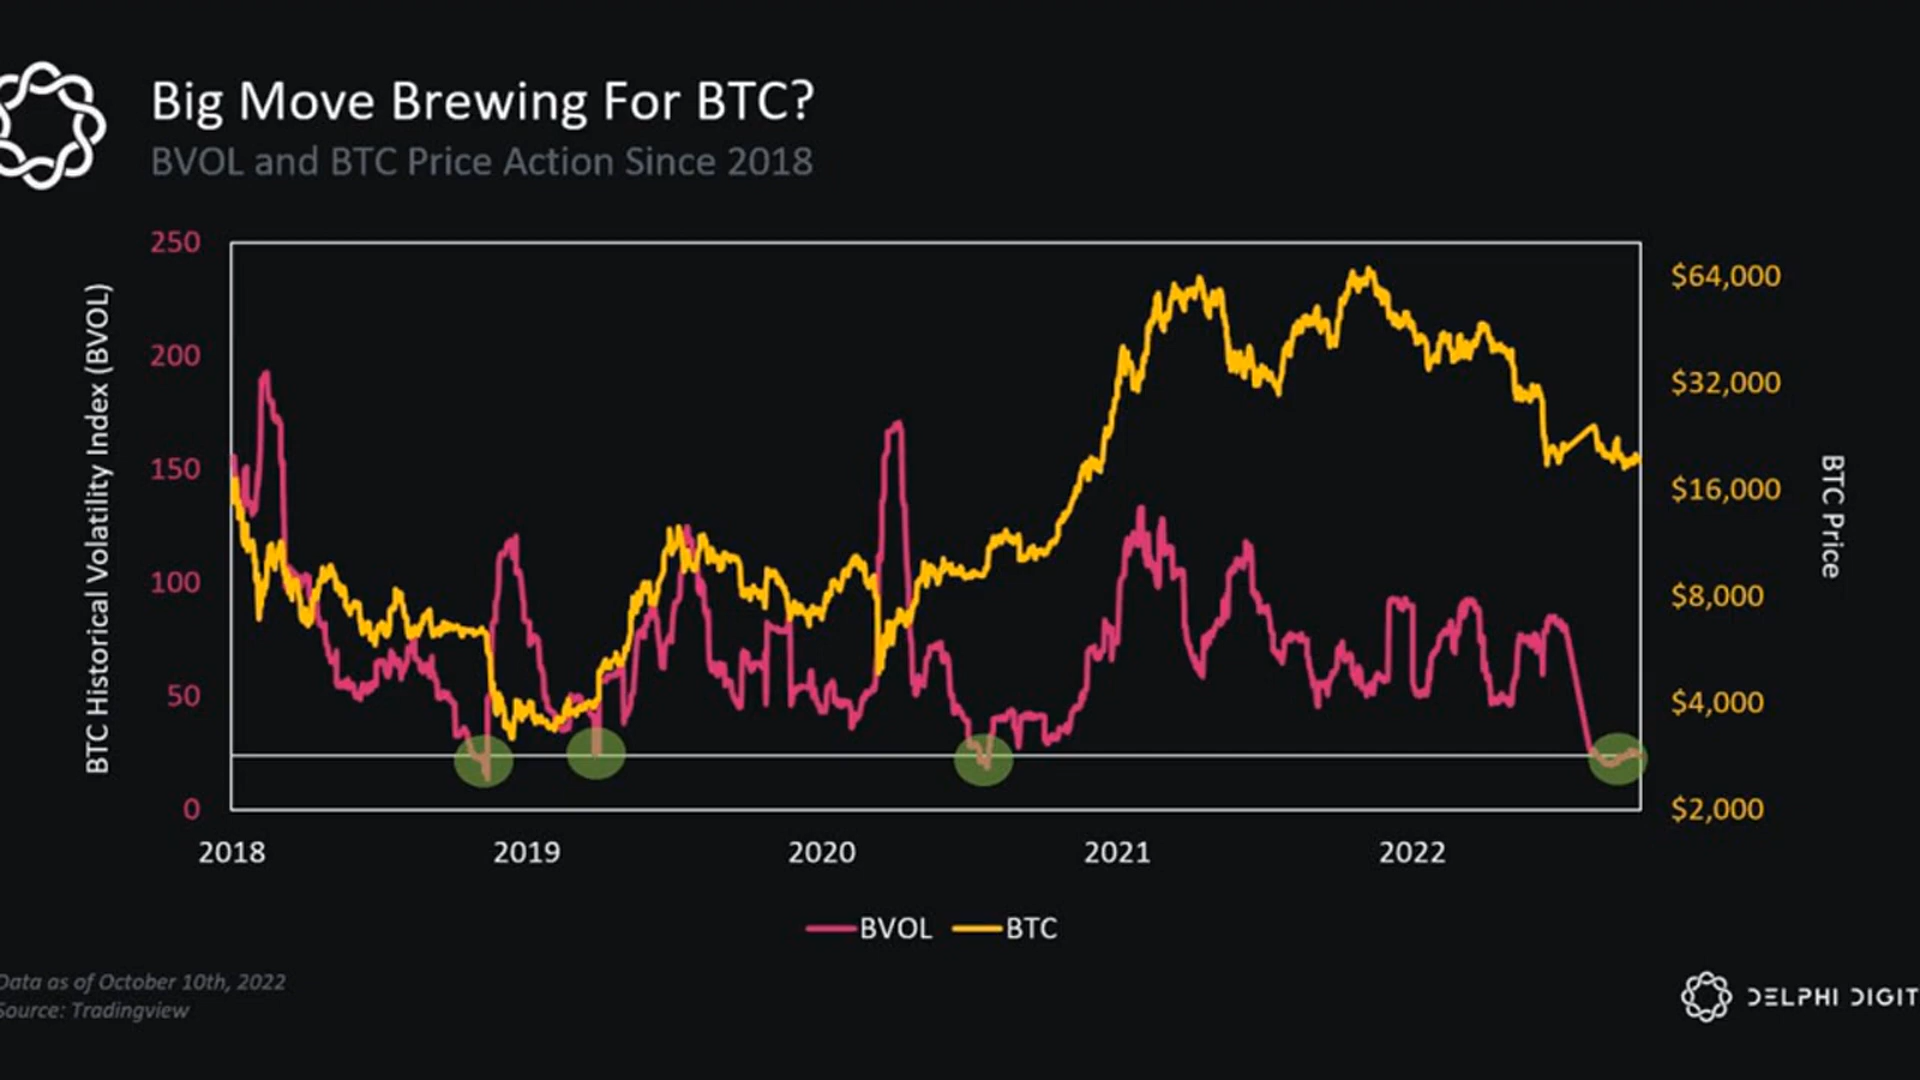 Big Move Brewing For BTC?
BVOL and BTC Price Action Since 2018
BTC Historical Volatility Index (BVOL)
250
200
150
100
50
0
$64,000
$32,000
$16,000
$8,000
$4,000
$2,000
BTC Price
2018 2019 2020 2021 2022
BVOL BTC
Data as of October 10th, 2022
Source: Tradingview
DELPHI DIGIT